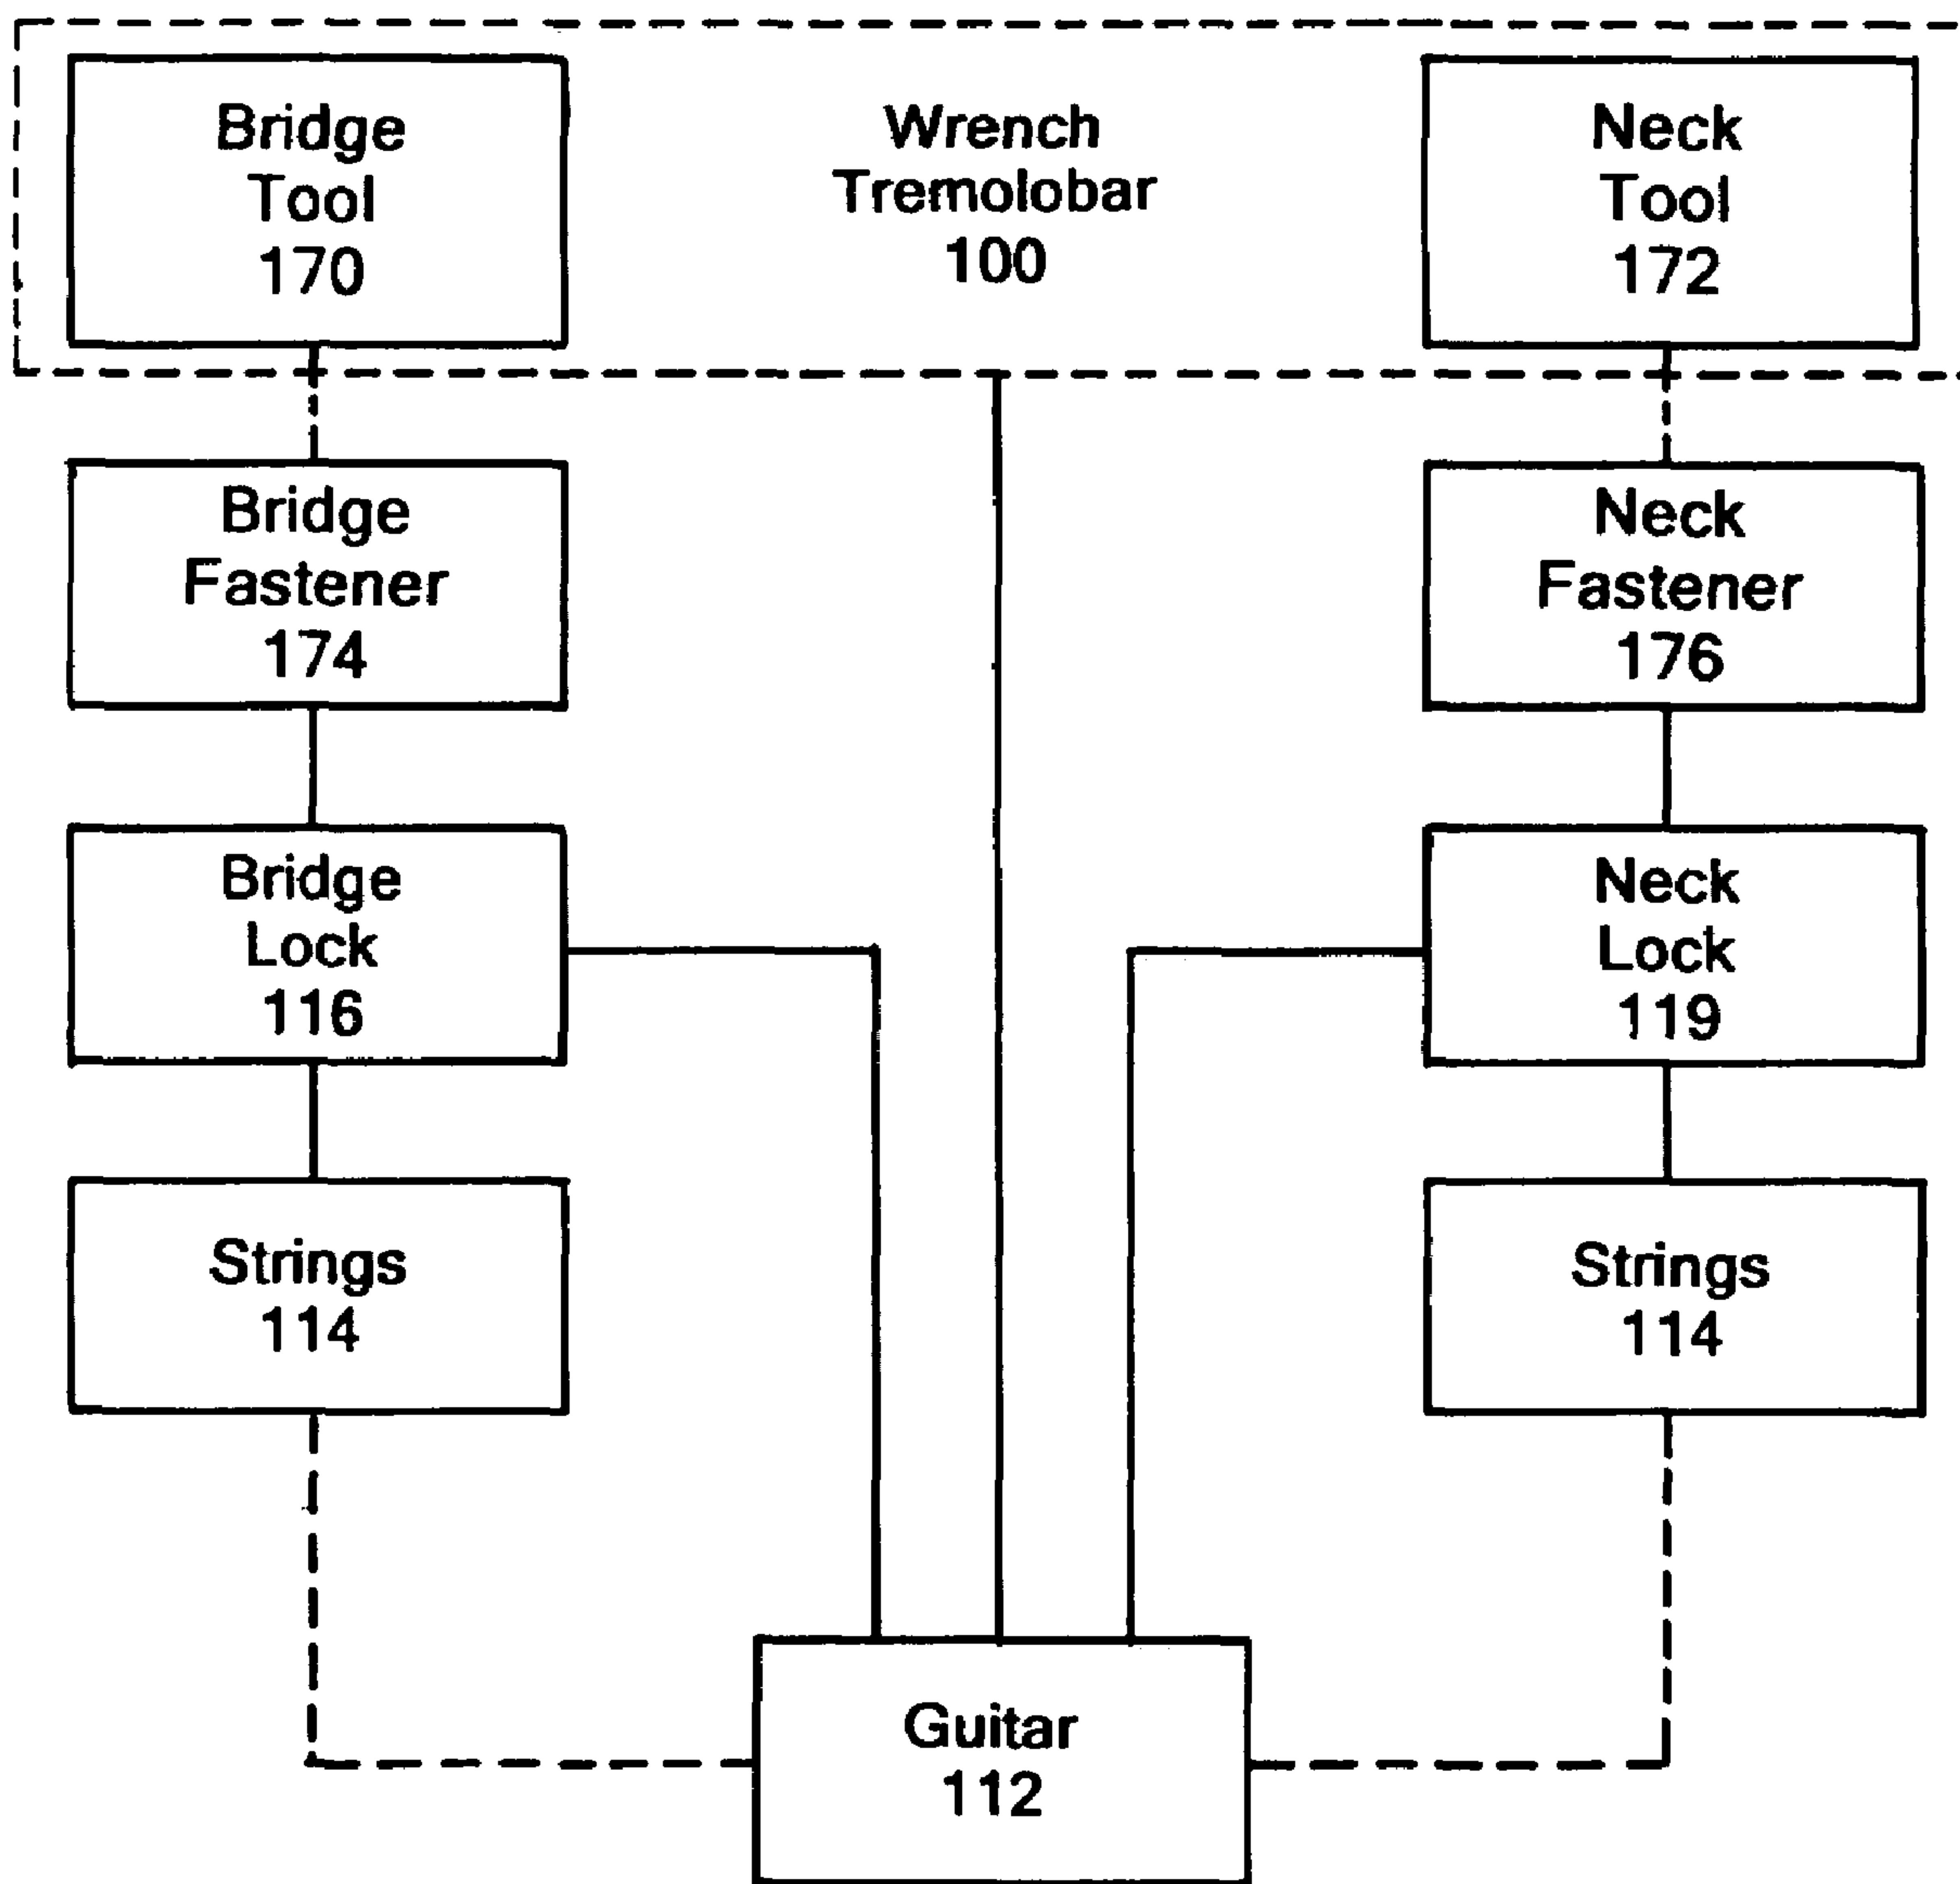 Bridge
Tool
170
Wrench
Tremolobar
100
Neck
Tool
172
Bridge
Fastener
174
Neck
Fastener
176
Bridge
Lock
116
Neck
Lock
119
Strings
114
Strings
114
Guitar
112